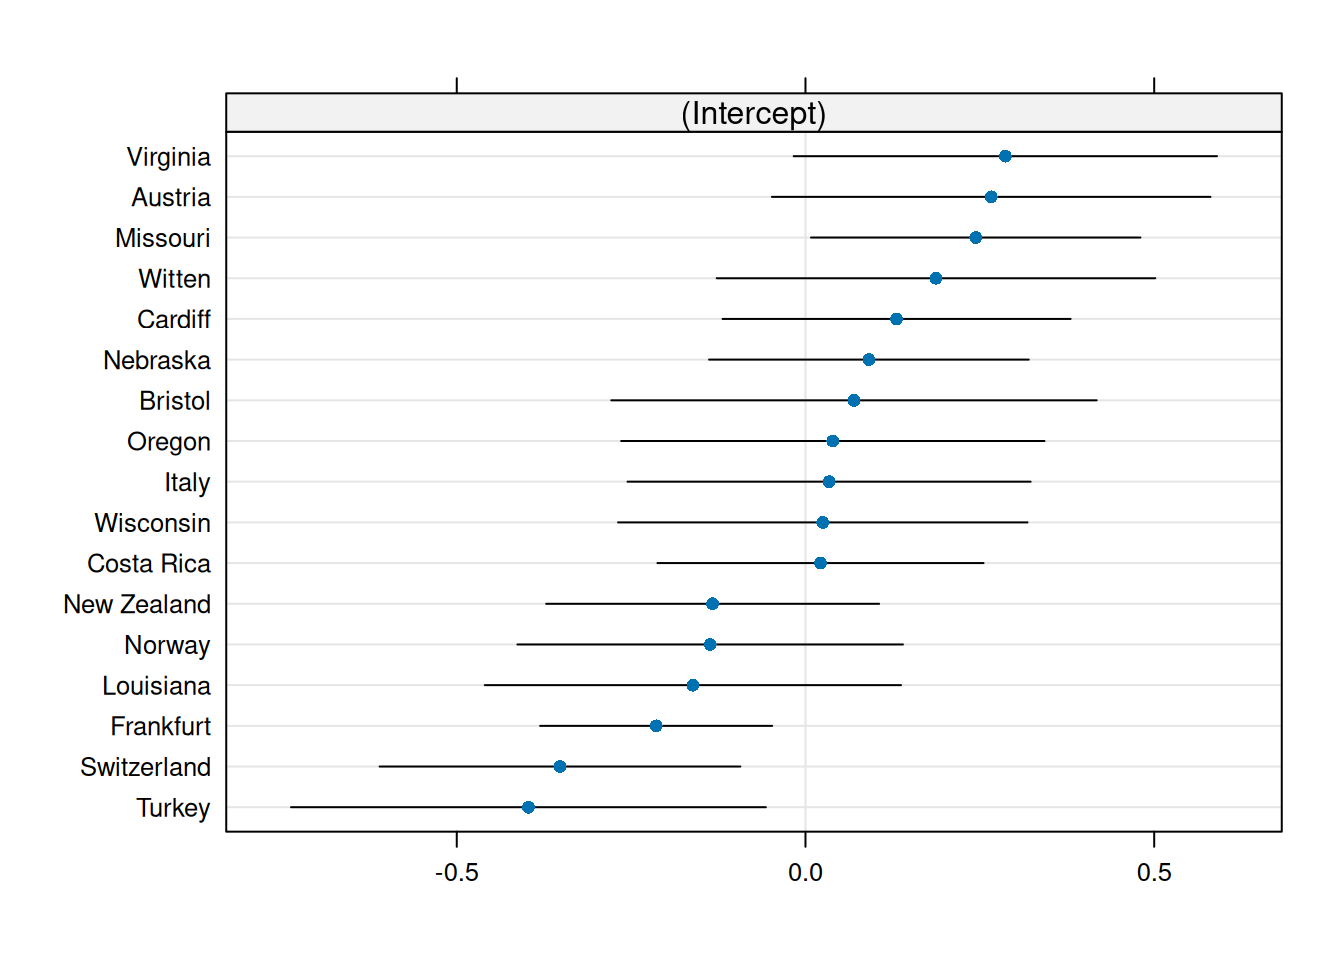 (Intercept)
Virginia
Austria
Missouri
Witten
Cardiff
Nebraska
Bristol
Oregon
Italy
Wisconsin
Costa Rica
New Zealand
Norway
Louisiana
Frankfurt
Switzerland
Turkey
-0.5 0.0 0.5